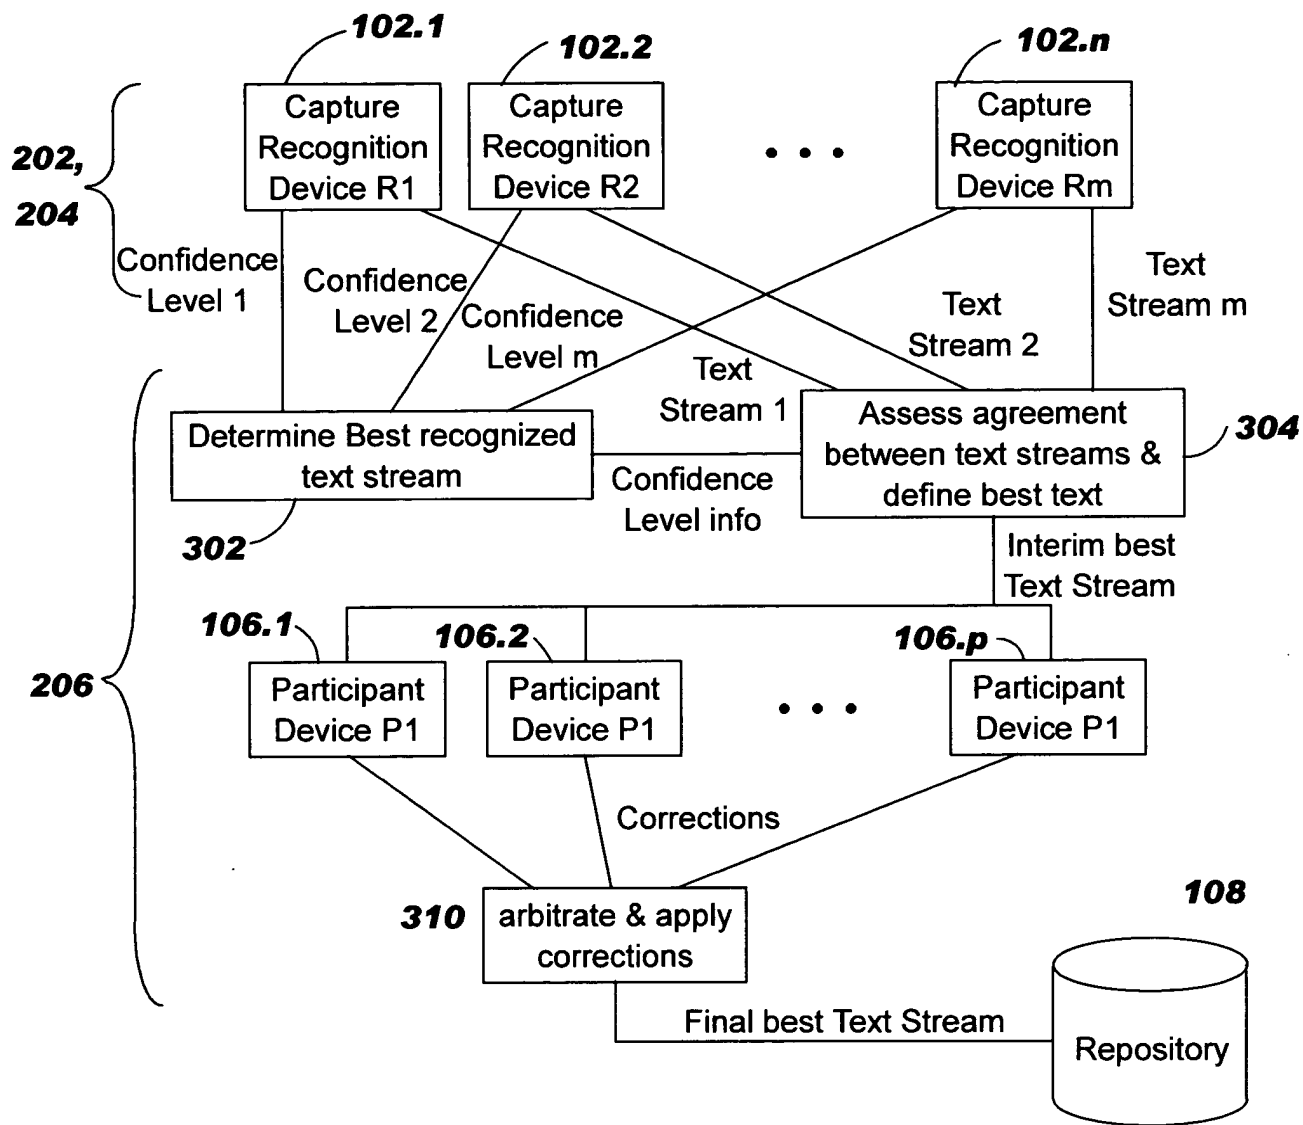 102.1
102.2
102.n
Capture
Recognition
Device R1
Capture
Recognition
Device R2
• • •
Capture
Recognition
Device Rm
202,
204
Confidence
Level 1
Confidence
Level 2
Confidence
Level m
Text
Stream 1
Text
Stream 2
Text
Stream m
Determine Best recognized
text stream
302
Confidence
Level info
Assess agreement
between text streams &
define best text
304
Interim best
Text Stream
206
106.1
106.2
106.p
Participant
Device P1
Participant
Device P1
• • •
Participant
Device P1
Corrections
310
arbitrate & apply
corrections
108
Final best Text Stream
Repository